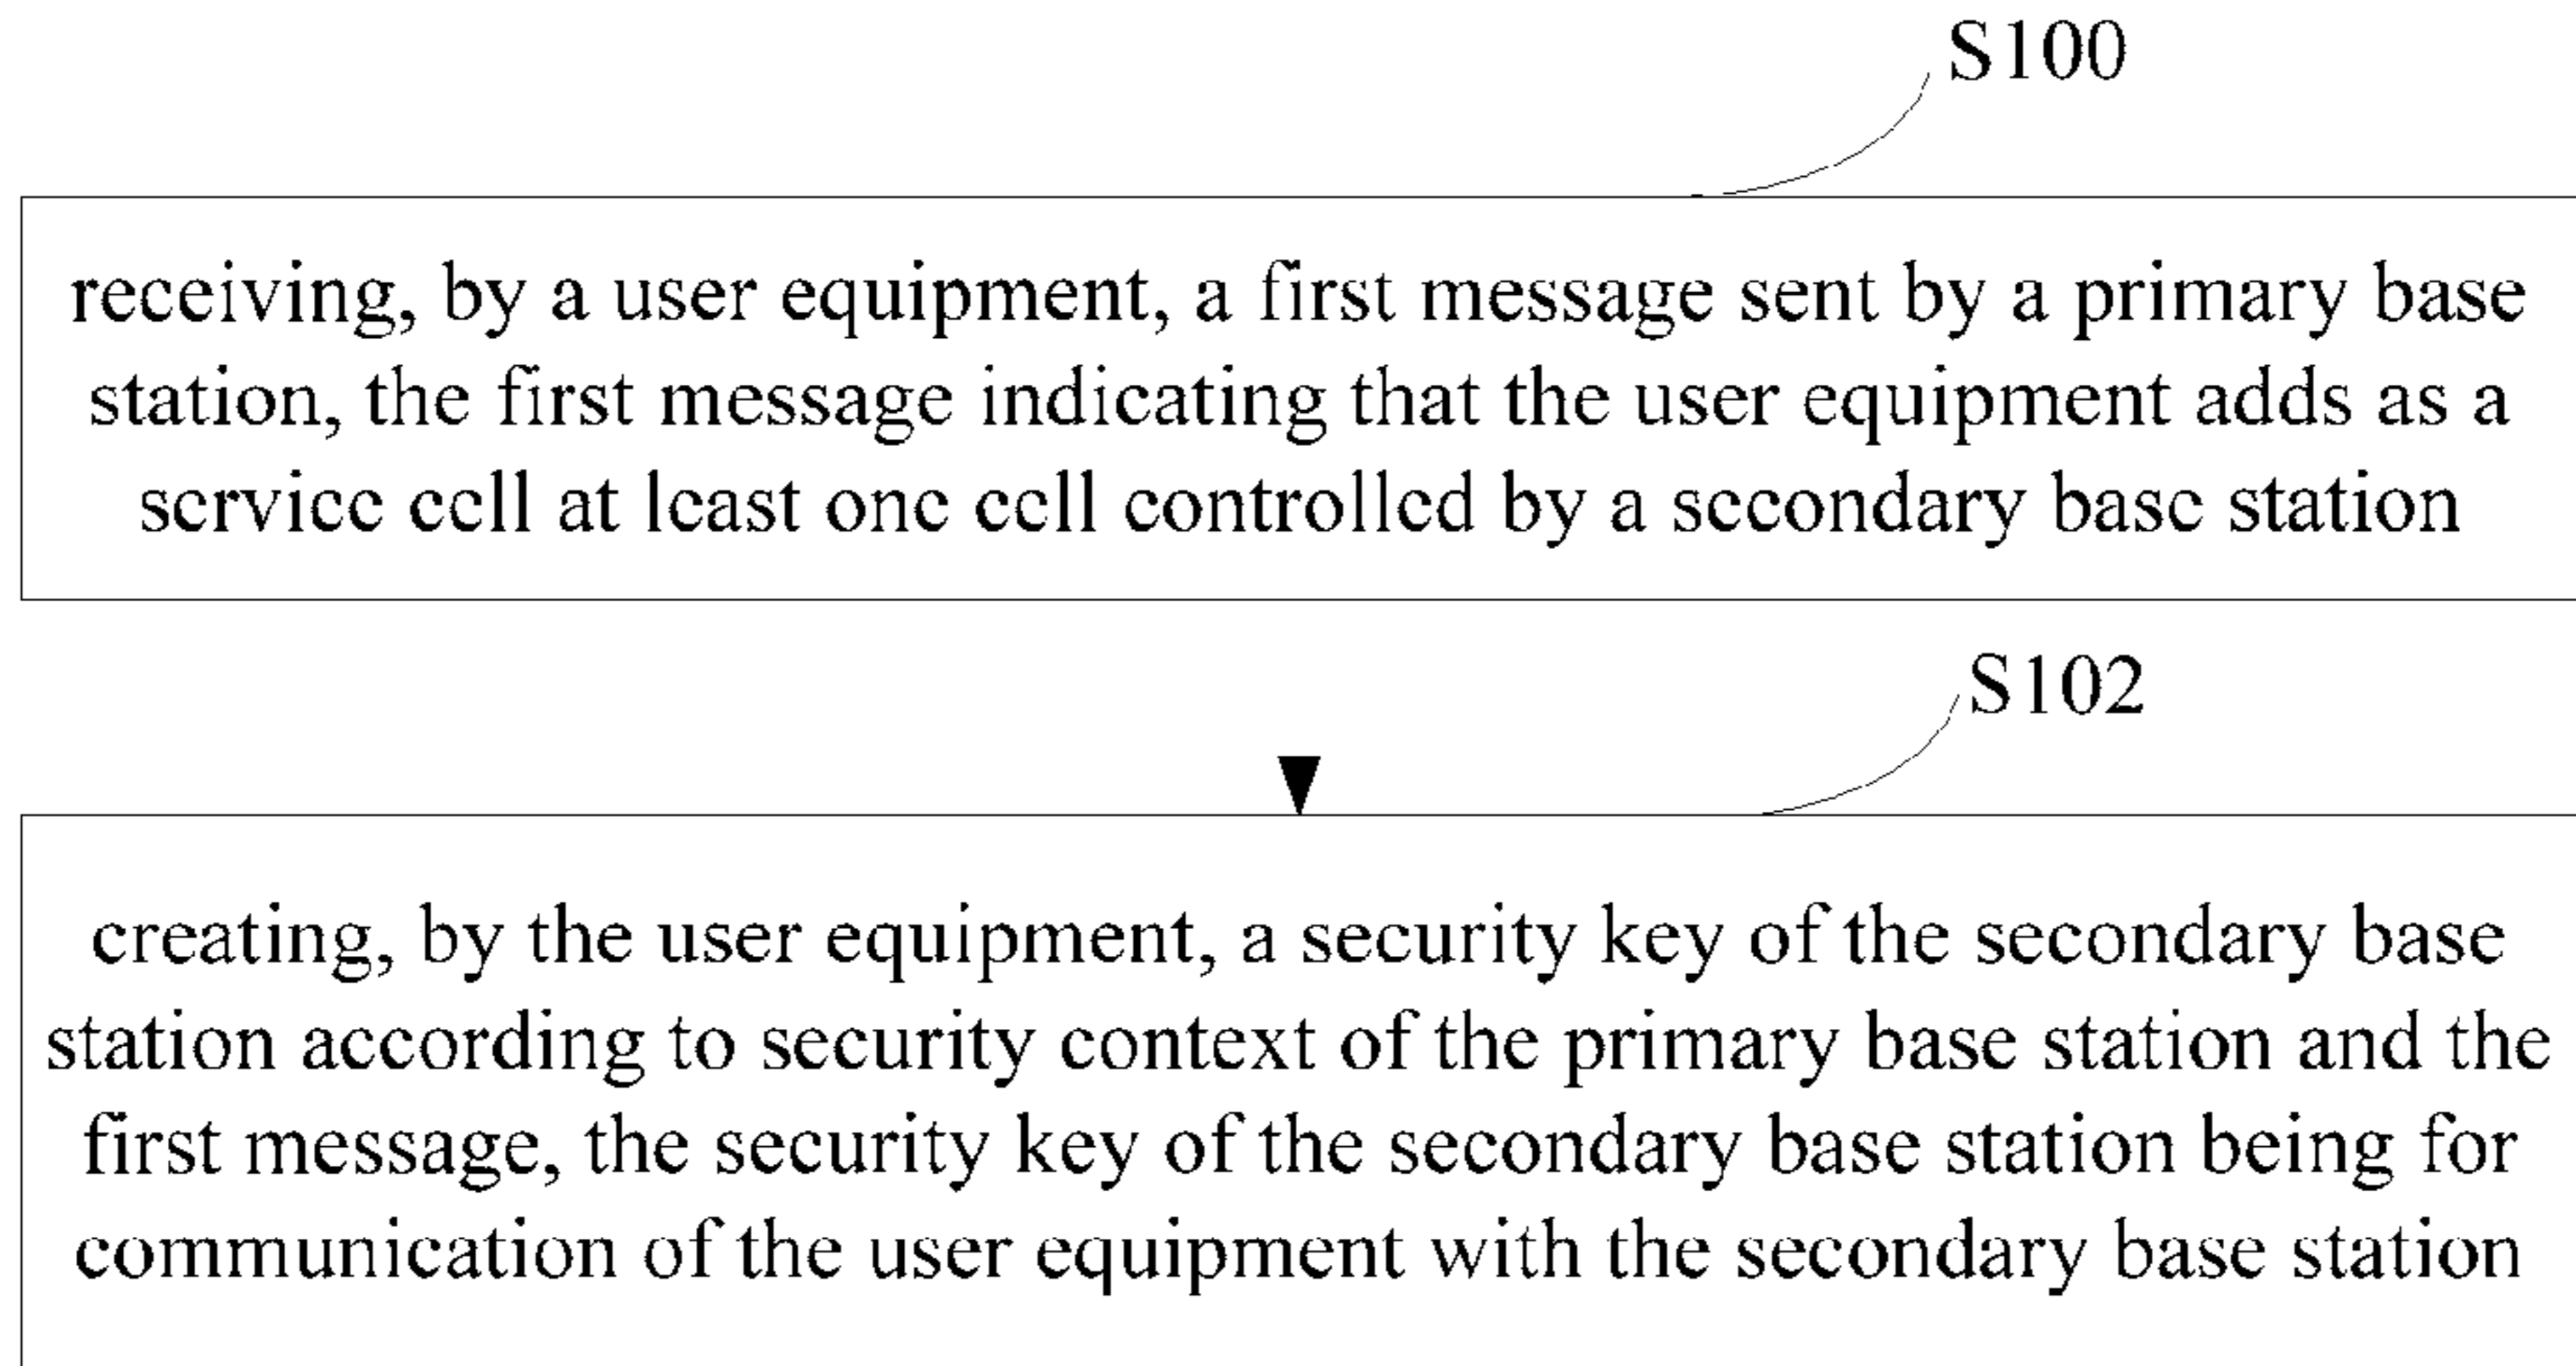 S100
receiving, by a user equipment, a first message sent by a primary base
station, the first message indicating that the user equipment adds as a
service cell at least one cell controlled by a secondary base station
S102
creating, by the user equipment, a security key of the secondary base
station according to security context of the primary base station and the
first message, the security key of the secondary base station being for
communication of the user equipment with the secondary base station